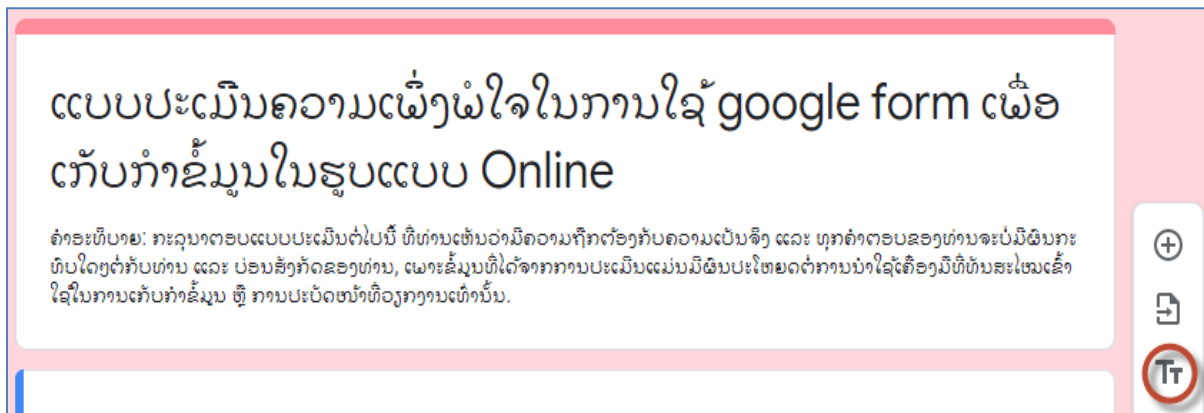 ແບບປະເມີນຄວາມເພິ່ງພໍໃຈໃນການໃຊ້ google form ເພື່ອ
ເກັບກຳຂໍ້ມູນໃນຮູບແບບ Online
ຄຳອະທິບາຍ: ກະລຸນາຕອບແບບປະເມີນຕໍ່ໄປນີ້ ທີ່ທ່ານເຫັນວ່າມີຄວາມຖືກຕ້ອງກັບຄວາມເປັນຈິງ ແລະ ທຸກຄຳຕອບຂອງທ່ານຈະບໍ່ມີຜົນກະ
ທົບໃດໆຕໍ່ກັບທ່ານ ແລະ ບ່ອນສັງກັດຂອງທ່ານ, ເພາະຂໍ້ມູນທີ່ໄດ້ຈາກການປະເມີນແມ່ນມີຜົນປະໂຫຍດຕໍ່ການນຳໃຊ້ເຄື່ອງມືທີ່ທັນສະໄໝເຂົ້າ
ໃຊ້ໃນການເກັບກຳຂໍ້ມູນ ຫຼື ການປະບັດໜ້າທີ່ວຽກງານເທົ່ານັ້ນ.